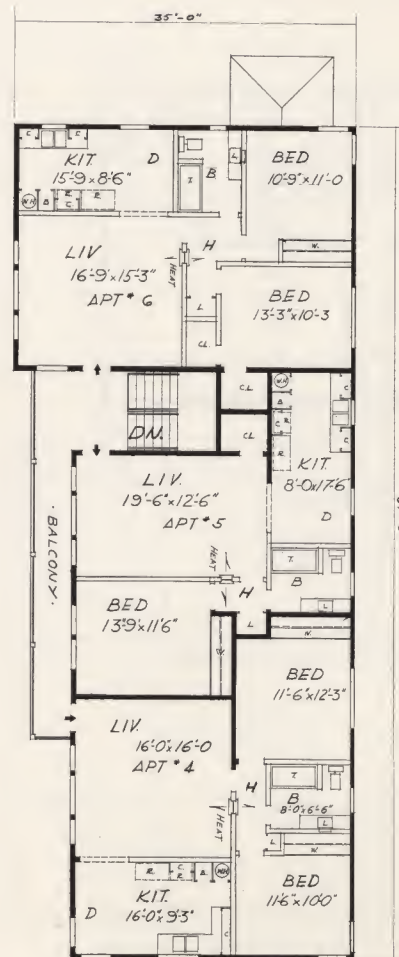 35'-0"
C.
C.
KIT.
15'-9 x 8'-6"
D
W.H
B
R.
C.
R.
B
T.
L
BED
10'-9" x 11'-0
W.
LIV
16'-9" x 15'-3"
APT # 6
HEAT
H
L
CL.
BED
13'-3" x 10'-3
C.L
DN.
CL
W.H
B
R.
C
R.
C.
C.
KIT.
8'-0 x 17'-6"
D
LIV.
19'-6" x 12'-6"
APT # 5
HEAT
H
T.
B
L
L
BALCONY
BED
13'-9 x 11'-6"
W.
W.
BED
11'-6" x 12'-3"
LIV.
16'-0" x 16'-0
APT # 4
HEAT
H
T.
B
8'-0" x 6'-6"
L
L
W.
R.
C.
R.
B.
W.H
D
KIT.
16'-0" x 9'-3"
C
BED
11'-6" x 10'-0"